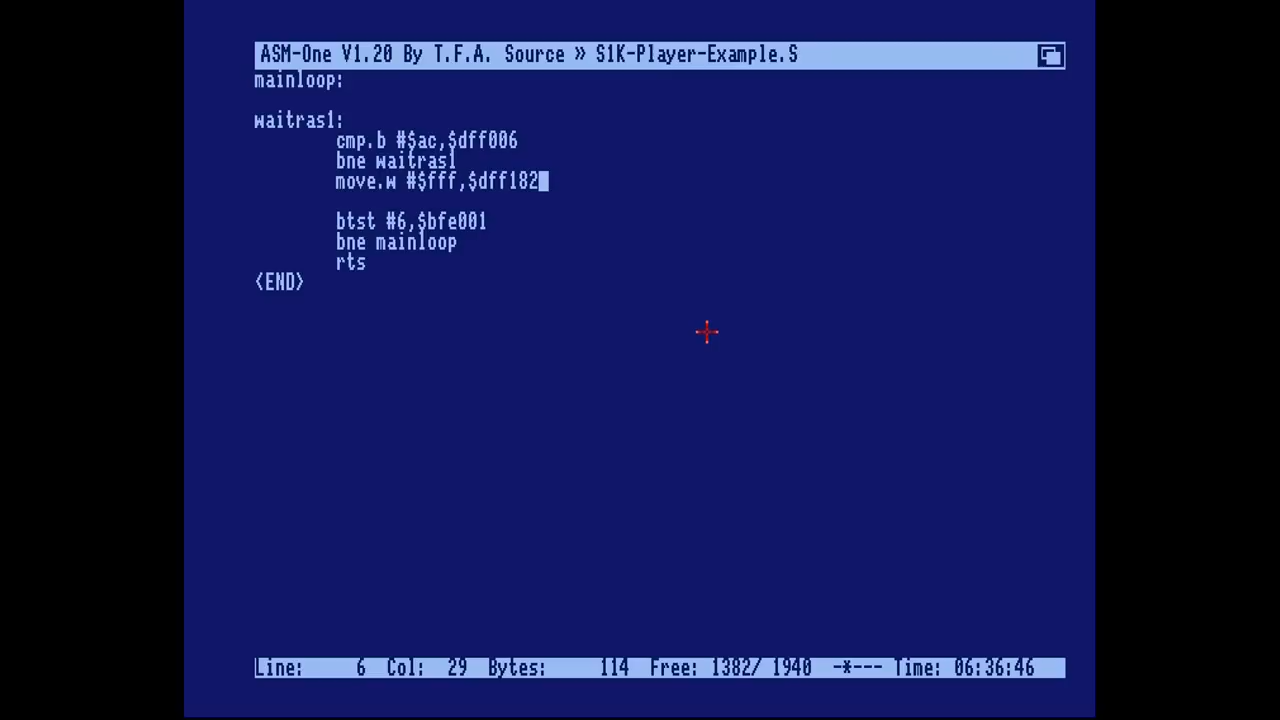 ASM-One V1.20 By T.F.A. Source » S1K-Player-Example.S
mainloop:
waitras1:
cmp.b #$ac,$dff006
bne waitras1
move.w #$fff,$dff182
btst #6,$bfe001
bne mainloop
rts
<END>
Line: 6 Col: 29 Bytes: 114 Free: 1382/ 1940 -*--- Time: 06:36:46